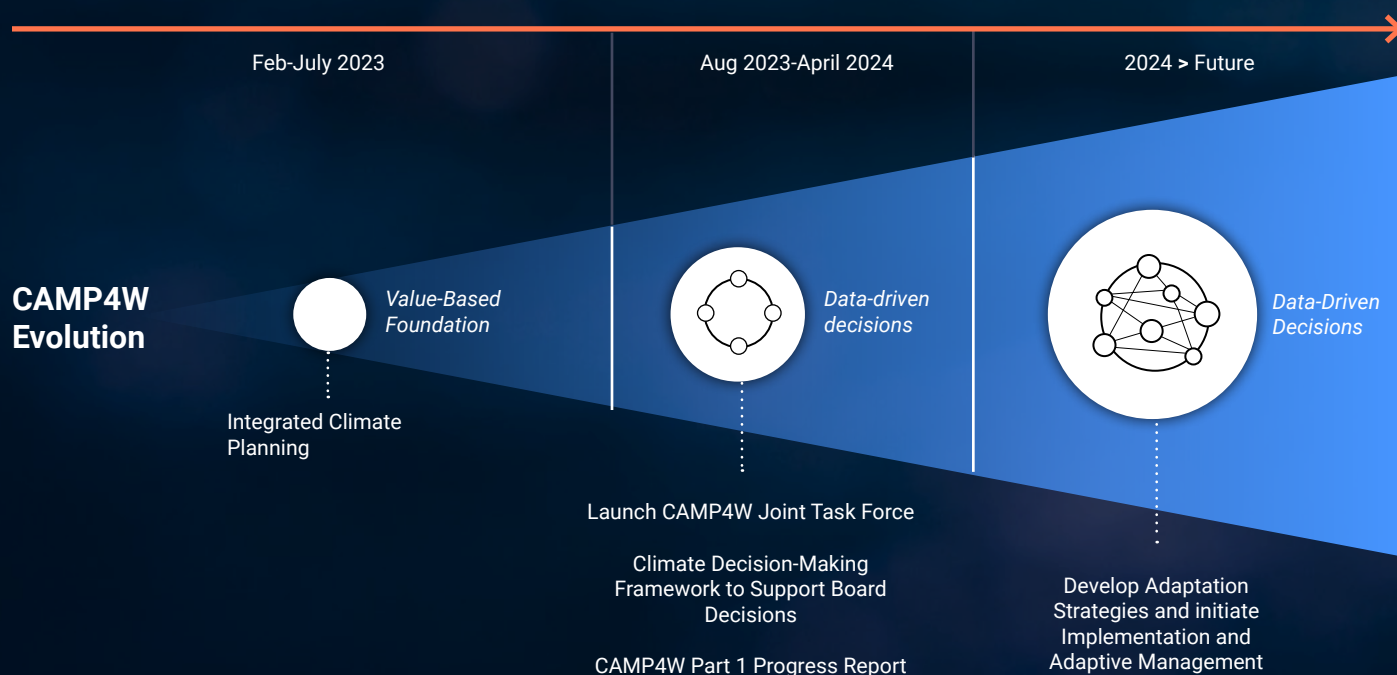 Feb-July 2023
Aug 2023-April 2024
2024 > Future
CAMP4W
Evolution
Value-Based
Foundation
Integrated Climate
Planning
Data-driven
decisions
Launch CAMP4W Joint Task Force
Climate Decision-Making
Framework to Support Board
Decisions
CAMP4W Part 1 Progress Report
Data-Driven
Decisions
Develop Adaptation
Strategies and initiate
Implementation and
Adaptive Management